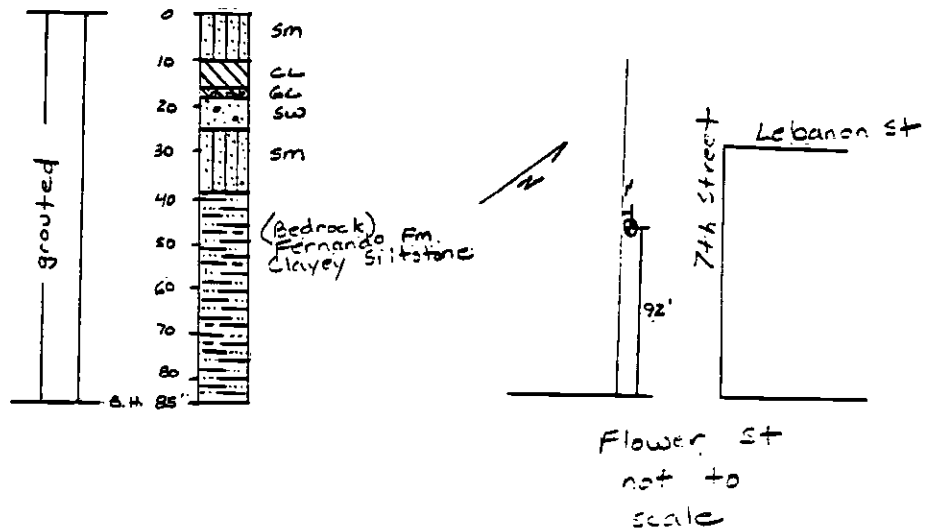 0
Sm
10
CL
GC
20
SW
30
Sm
40
(Bedrock)
50
Fernando Fm.
Clayey Siltstone
60
70
80
B.H. 85'
grouted
N
92'
7th Street
Lebanon St
Flower St
not to
scale